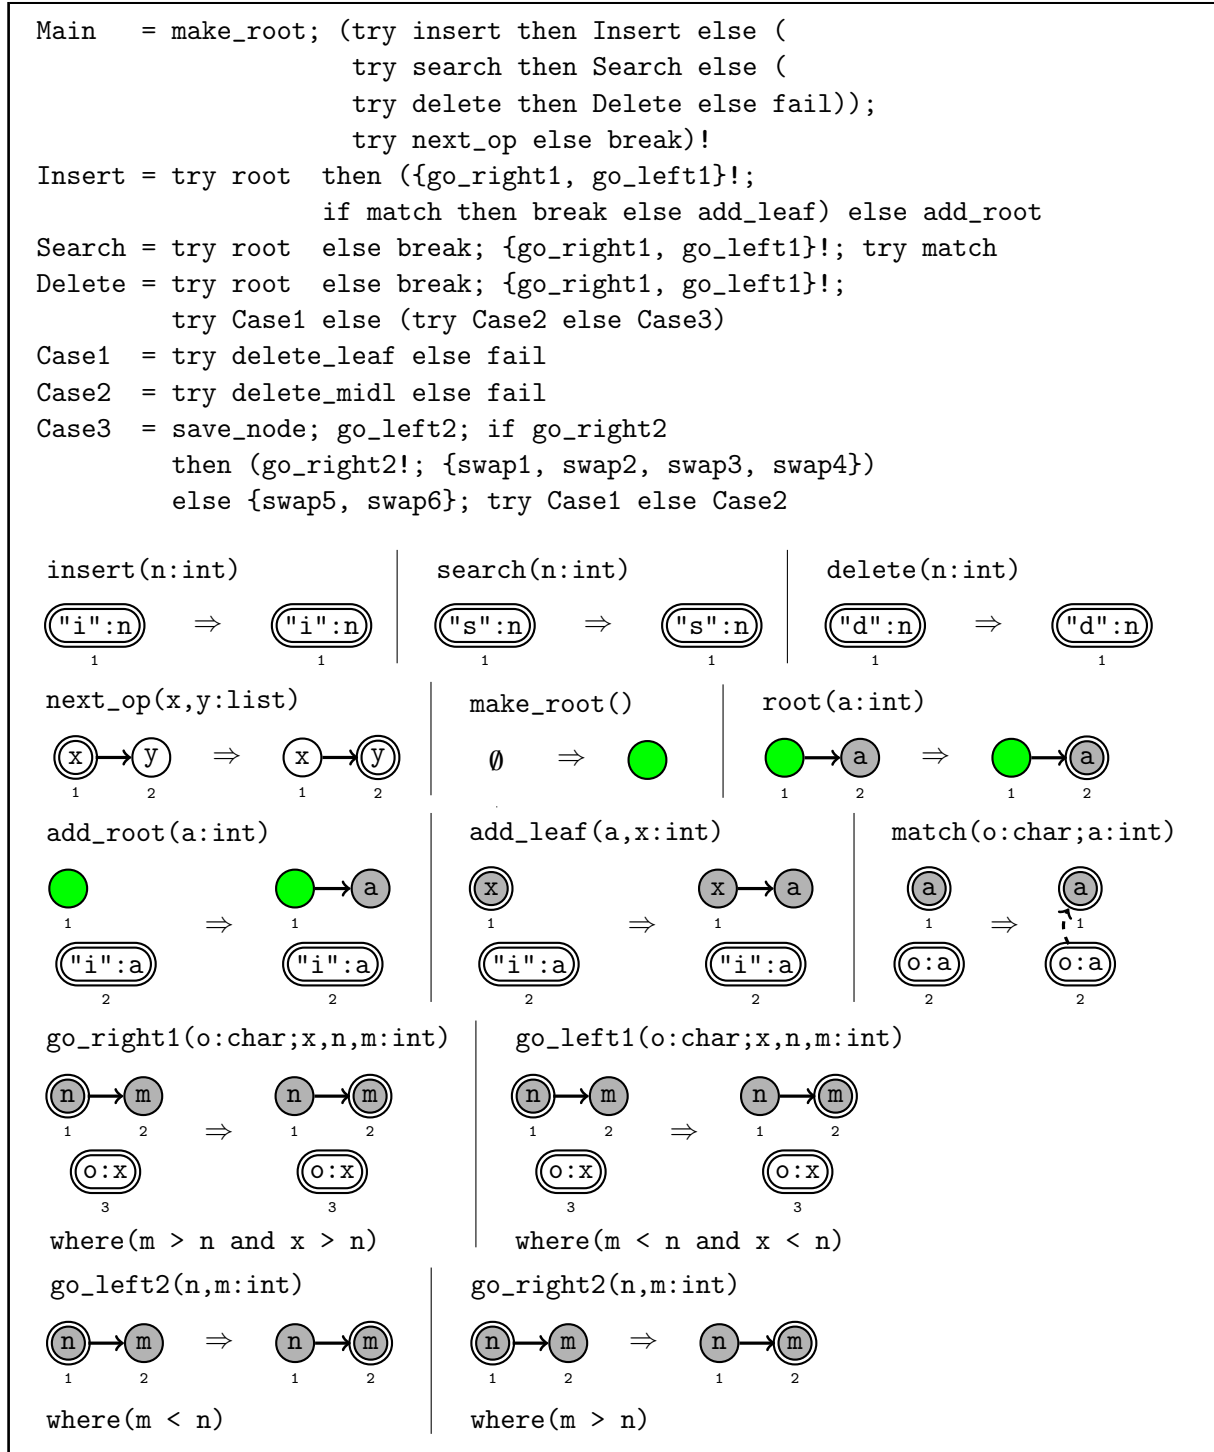 Main   = make_root; (try insert then Insert else (
try search then Search else (
try delete then Delete else fail));
try next_op else break)!
Insert = try root  then ({go_right1, go_left1}!;
if match then break else add_leaf) else add_root
Search = try root  else break; {go_right1, go_left1}!; try match
Delete = try root  else break; {go_right1, go_left1}!;
try Case1 else (try Case2 else Case3)
Case1  = try delete_leaf else fail
Case2  = try delete_midl else fail
Case3  = save_node; go_left2; if go_right2
then (go_right2!; {swap1, swap2, swap3, swap4})
else {swap5, swap6}; try Case1 else Case2
insert(n:int) search(n:int) delete(n:int)
"i":n ⇒ "i":n "s":n ⇒ "s":n "d":n ⇒ "d":n
1 1 1 1 1 1
next_op(x,y:list) make_root() root(a:int)
x y ⇒ x y ∅ ⇒ a ⇒ a
1 2 1 2 1 2 1 2
add_root(a:int) add_leaf(a,x:int) match(o:char;a:int)
a x x a a a
1 1 1 1 1 1
⇒ ⇒ ⇒
"i":a "i":a "i":a "i":a o:a o:a
2 2 2 2 2 2
go_right1(o:char;x,n,m:int) go_left1(o:char;x,n,m:int)
n m n m n m n m
1 2 ⇒ 1 2 1 2 ⇒ 1 2
o:x o:x o:x o:x
3 3 3 3
where(m > n and x > n) where(m < n and x < n)
go_left2(n,m:int) go_right2(n,m:int)
n m ⇒ n m n m ⇒ n m
1 2 1 2 1 2 1 2
where(m < n) where(m > n)